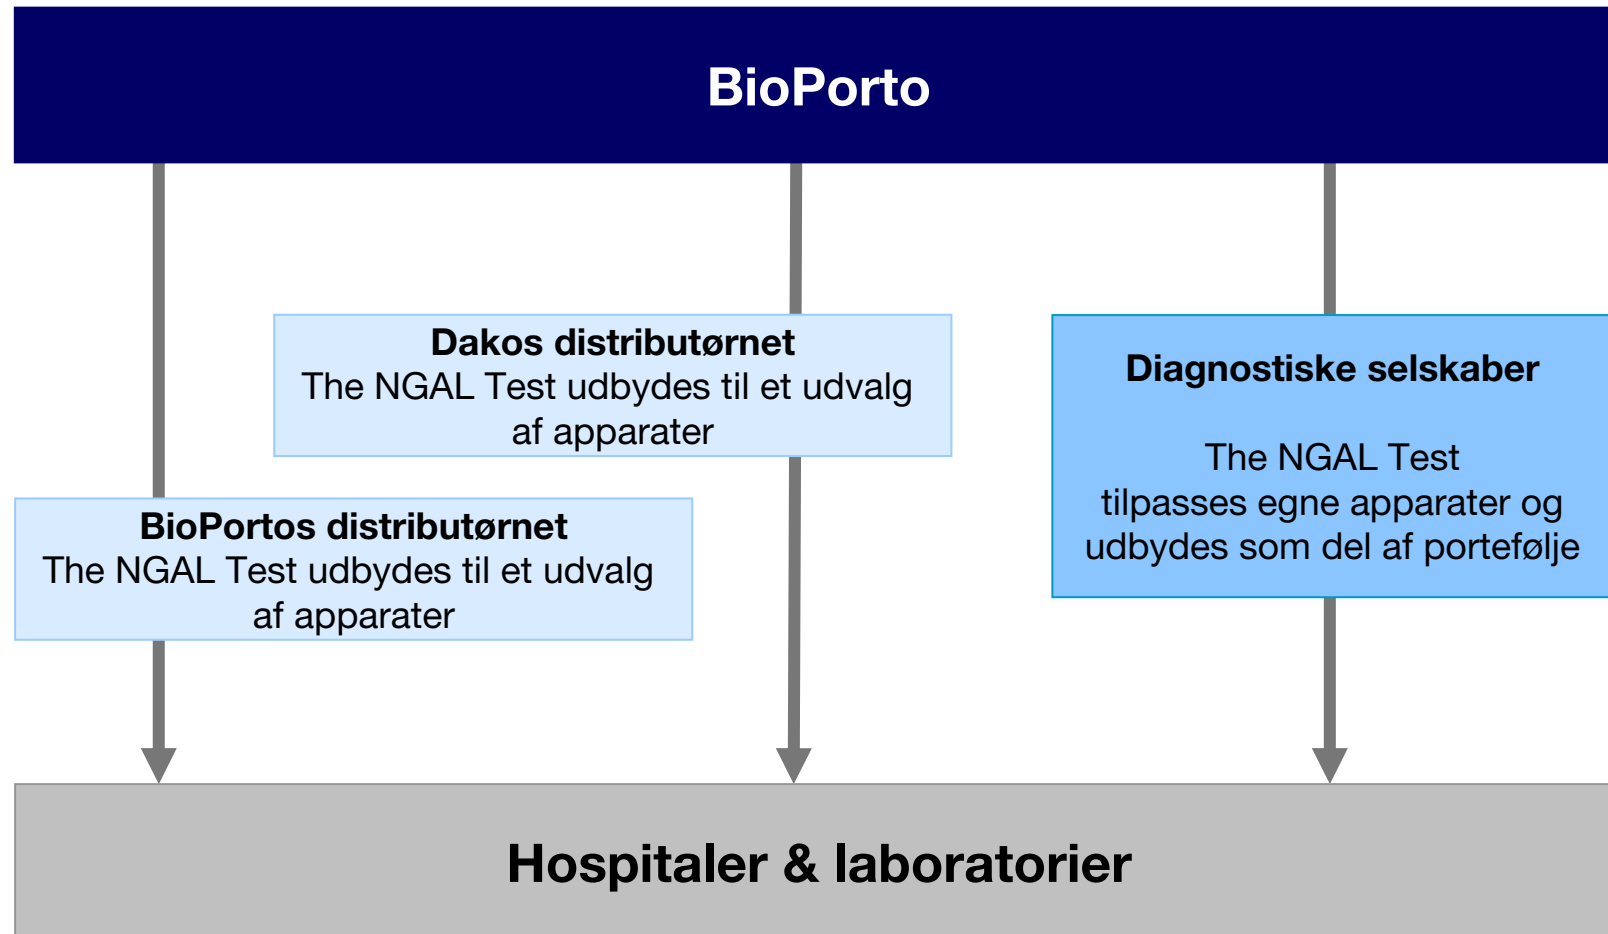 BioPorto
Dakos distributørnet
The NGAL Test udbydes til et udvalg
af apparater
BioPortos distributørnet
The NGAL Test udbydes til et udvalg
af apparater
Diagnostiske selskaber
The NGAL Test
tilpasses egne apparater og
udbydes som del af portefølje
Hospitaler & laboratorier